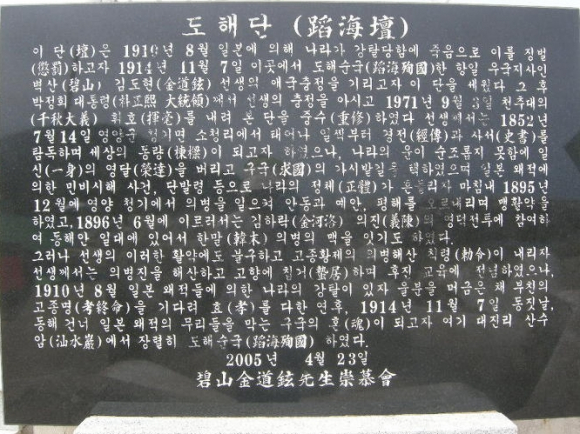 도해단 (蹈海壇)
이 단(壇)은 1910년 8월 일본에 의해 나라가 강탈당함에 죽음으로 이를 징벌
(懲罰)하고자 1914년 11월 7일 이곳에서 도해순국(蹈海殉國)한 항일 우국지사인
벽산(碧山) 김도현(金道鉉) 선생의 애국충정을 기리고자 이 단을 세웠다 그 후
박정희 대통령(朴正熙 大統領)께서 선생의 충정을 아시고 1971년 9월 3일 천추대의
(千秋大義) 휘호(揮毫)를 내려 본 단을 중수(重修)하였다 선생께서는 1852년
7월14일 영양군 청기면 소청리에서 태어나 일찍부터 경전(經傳)과 사서(史書)를
탐독하며 세상의 동량(棟樑)이 되고자 하였으나, 나라의 운이 순조롭지 못함에 일
신(一身)의 영달(榮達)을 버리고 구국(求國)의 가시밭길를 택하였으며 일본 왜적에
의한 민비시해 사건, 단발령 등으로 나라의 정체(正體)가 흔들리자 마침내 1895년
12월에 영양 청기에서 의병을 일으켜 안동과 예안, 평해를 오르내리며 맹활약을
하였고,1896년 6월에 이르러서는 김하락(金河洛) 의진(義陳)의 영덕전투에 참여하
여 동해안 일대에 있어서 한말(韓末) 의병의 맥을 잇기도 하였다.
그러나 선생의 이러한 활약에도 불구하고 고종황제의 의병해산 칙령(勅令)이 내리자
선생께서는 의병진을 해산하고 고향에 칩거(蟄居)하며 후진 교육에 전념하였으나,
1910년 8월 일본 왜적들에 의한 나라의 강탈이 있자 울분을 머금은 채 부친의
고종명(考終命)을 기다려 효(孝)를 다한 연후, 1914년 11월 7일 동짓날,
동해 건너 일본 왜적의 무리들을 막는 구국의 혼(魂)이 되고자 여기 대진리 산수
암(汕水巖)에서 장렬히 도해순국(蹈海殉國) 하였다.
2005년 4월 23일
碧山金道鉉先生崇慕會